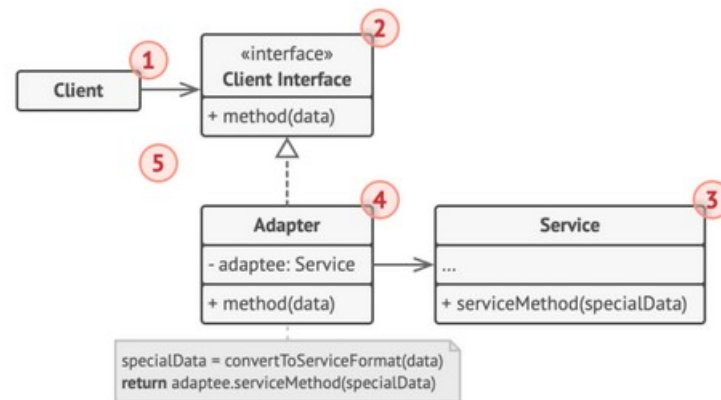 1
2
«interface»
Client Interface
Client
+ method(data)
5
4
3
Adapter
- adaptee: Service
+ method(data)
Service
...
+ serviceMethod(specialData)
specialData = convertToServiceFormat(data)
return adaptee.serviceMethod(specialData)